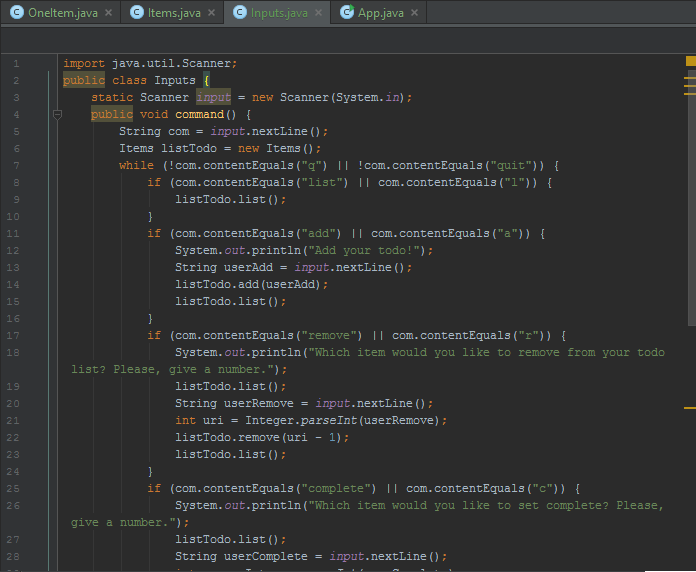 OneItem.java × Items.java × Inputs.java × App.java ×
1 import java.util.Scanner;
2 public class Inputs {
3 static Scanner input = new Scanner(System.in);
4 public void command() {
5 String com = input.nextLine();
6 Items listTodo = new Items();
7 while (!com.contentEquals("q") || !com.contentEquals("quit")) {
8 if (com.contentEquals("list") || com.contentEquals("l")) {
9 listTodo.list();
10 }
11 if (com.contentEquals("add") || com.contentEquals("a")) {
12 System.out.println("Add your todo!");
13 String userAdd = input.nextLine();
14 listTodo.add(userAdd);
15 listTodo.list();
16 }
17 if (com.contentEquals("remove") || com.contentEquals("r")) {
18 System.out.println("Which item would you like to remove from your todo
list? Please, give a number.");
19 listTodo.list();
20 String userRemove = input.nextLine();
21 int uri = Integer.parseInt(userRemove);
22 listTodo.remove(uri - 1);
23 listTodo.list();
24 }
25 if (com.contentEquals("complete") || com.contentEquals("c")) {
26 System.out.println("Which item would you like to set complete? Please,
give a number.");
27 listTodo.list();
28 String userComplete = input.nextLine();